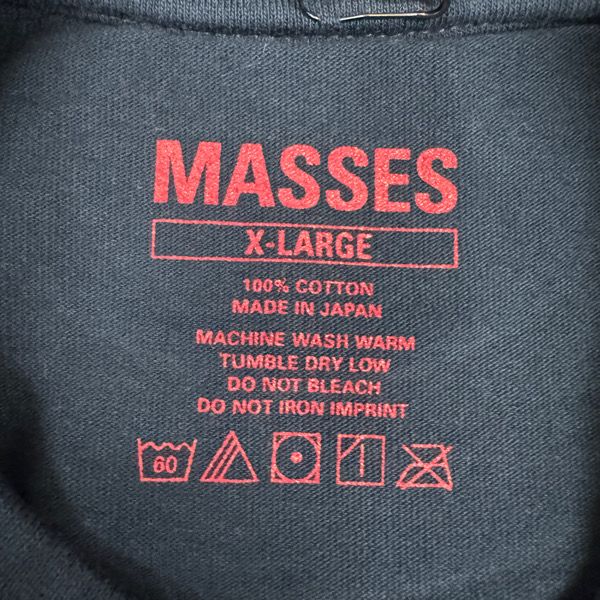 MASSES
X-LARGE
100% COTTON
MADE IN JAPAN
MACHINE WASH WARM
TUMBLE DRY LOW
DO NOT BLEACH
DO NOT IRON IMPRINT
60